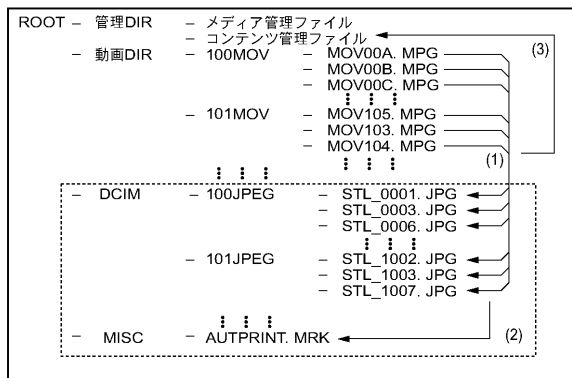 ROOT – 管理DIR – メディア管理ファイル
– コンテンツ管理ファイル
– 動画DIR – 100MOV – MOV00A. MPG
– MOV00B. MPG
– MOV00C. MPG
(3)
– 101MOV – MOV105. MPG
– MOV103. MPG
– MOV104. MPG
(1)
– DCIM – 100JPEG – STL_0001. JPG
– STL_0003. JPG
– STL_0006. JPG
– 101JPEG – STL_1002. JPG
– STL_1003. JPG
– STL_1007. JPG
– MISC – AUTPRINT. MRK
(2)